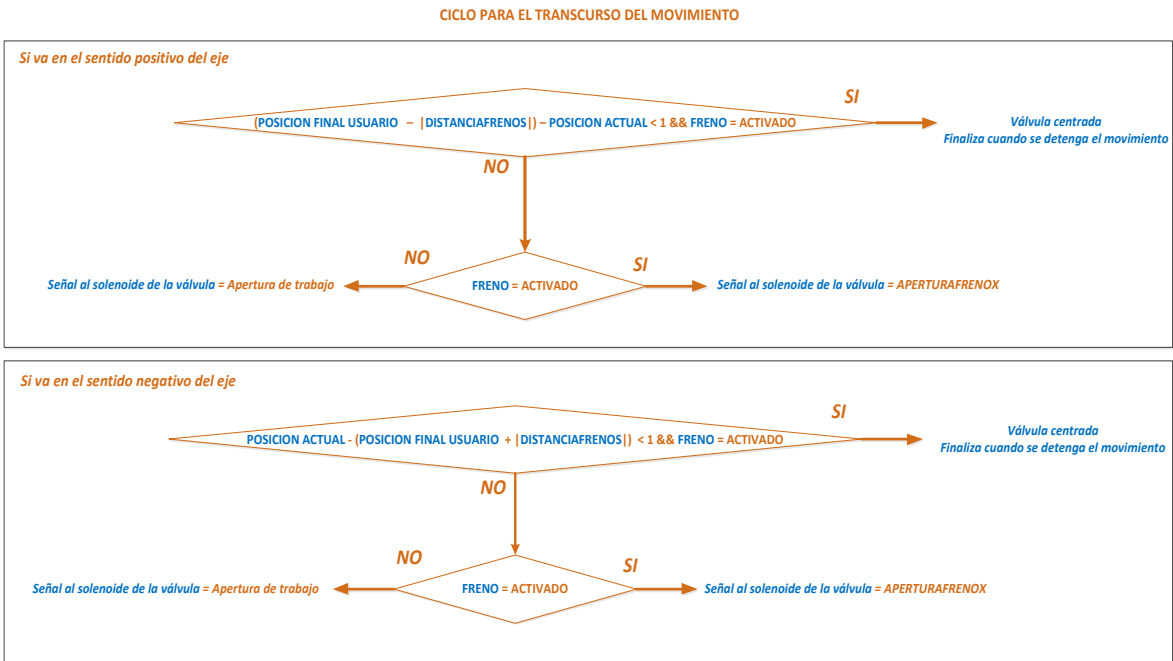 CICLO PARA EL TRANSCURSO DEL MOVIMIENTO
Si va en el sentido positivo del eje
SI
(POSICION FINAL USUARIO – |DISTANCIAFRENOS|) – POSICION ACTUAL < 1 && FRENO = ACTIVADO
Válvula centrada
Finaliza cuando se detenga el movimiento
NO
NO
SI
Señal al solenoide de la válvula = Apertura de trabajo
FRENO = ACTIVADO
Señal al solenoide de la válvula = APERTURAFRENOX
Si va en el sentido negativo del eje
SI
POSICION ACTUAL - (POSICION FINAL USUARIO + |DISTANCIAFRENOS|) < 1 && FRENO = ACTIVADO
Válvula centrada
Finaliza cuando se detenga el movimiento
NO
NO
SI
Señal al solenoide de la válvula = Apertura de trabajo
FRENO = ACTIVADO
Señal al solenoide de la válvula = APERTURAFRENOX